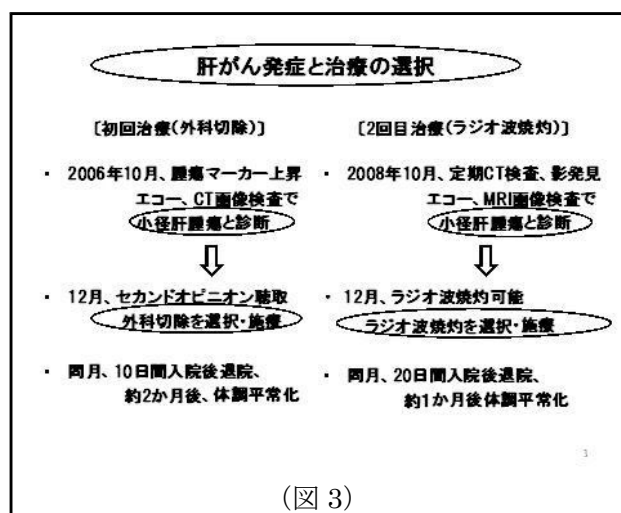 肝がん発症と治療の選択
［初回治療(外科切除)］
・ 2006年10月、腫瘍マーカー上昇
エコー、CT画像検査で
小径肝腫瘍と診断
12月、セカンドオピニオン聴取
外科切除を選択・施療
・ 同月、10日間入院後退院、
約2か月後、体調平常化
［2回目治療(ラジオ波焼灼)］
・ 2008年10月、定期CT検査、影発見
エコー、MRI画像検査で
小径肝腫瘍と診断
・ 12月、ラジオ波焼灼可能
ラジオ波焼灼を選択・施療
・ 同月、20日間入院後退院、
約1か月後体調平常化
3
(図 3)